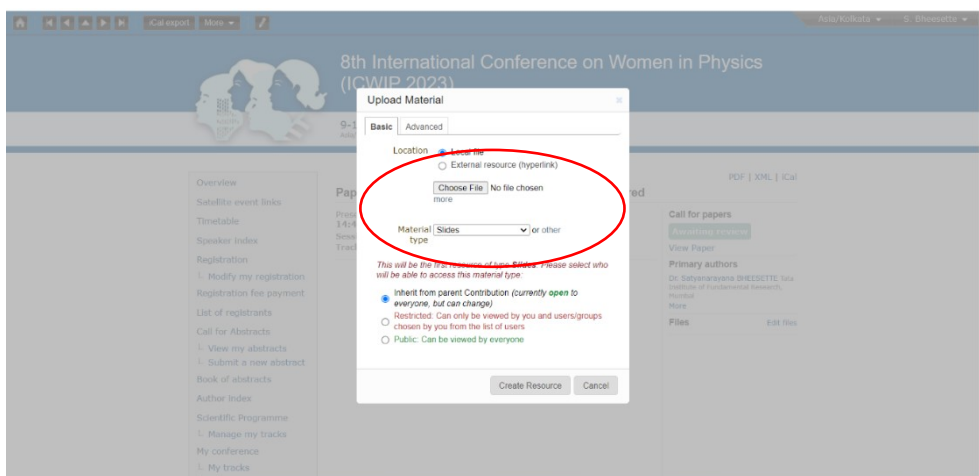 iCal export More
Asia/Kolkata S. Bheesette
8th International Conference on Women in Physics
(ICWIP 2023)
Upload Material
Basic Advanced
Location Local file
External resource (hyperlink)
Choose File No file chosen
more
Material type Slides or other
This will be the first resource of type Slides. Please select who
will be able to access this material type:
Inherit from parent Contribution (currently open to
everyone, but can change)
Restricted: Can only be viewed by you and users/groups
chosen by you from the list of users
Public: Can be viewed by everyone
Create Resource Cancel
Overview
Satellite event links
Timetable
Speaker index
Registration
Modify my registration
Registration fee payment
List of registrants
Call for Abstracts
View my abstracts
Submit a new abstract
Book of abstracts
Author index
Scientific Programme
Manage my tracks
My conference
My tracks
PDF | XML | iCal
Call for papers
Awaiting review
View Paper
Primary authors
Dr. Satyanarayana BHEESETTE Tata
Institute of Fundamental Research,
Mumbai
More
Files Edit files